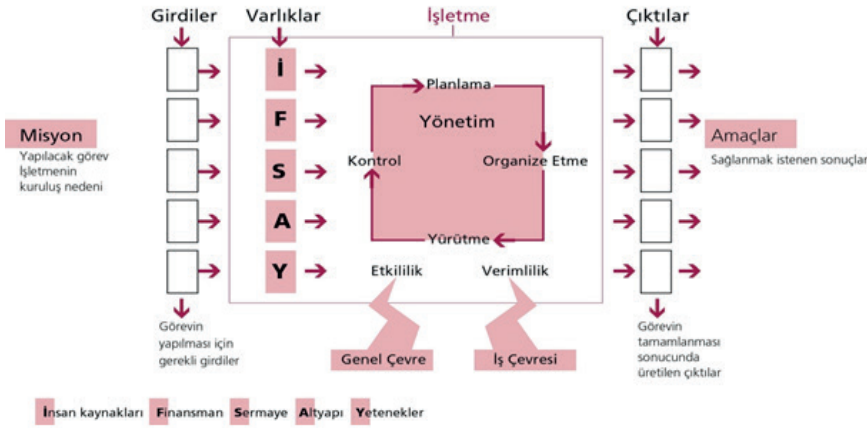 Girdiler
Varlıklar
İşletme
Çıktılar
İ
F
S
A
Y
Planlama
Yönetim
Kontrol
Organize Etme
Yürütme
Etkililik
Verimlilik
Misyon
Yapılacak görev
İşletmenin
kuruluş nedeni
Amaçlar
Sağlanmak istenen sonuçlar
Görevin
yapılması için
gerekli girdiler
Genel Çevre
İş Çevresi
Görevin
tamamlanması
sonucunda
üretilen çıktılar
İnsan kaynakları Finansman Sermaye Altyapı Yetenekler